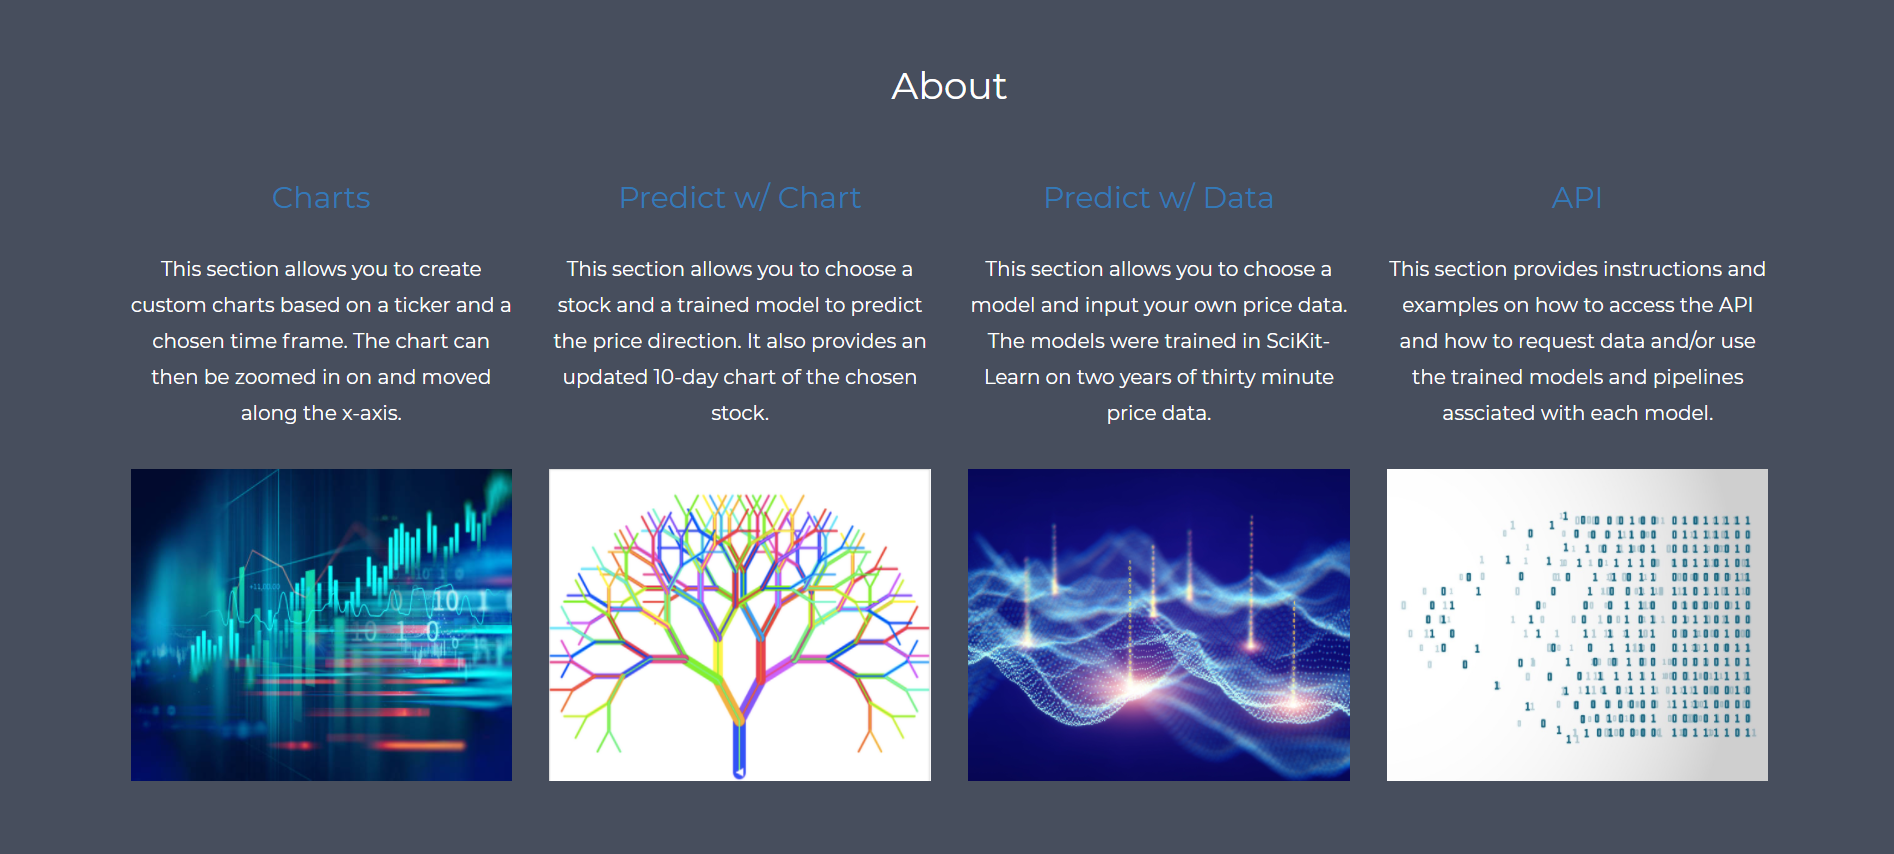 About
Charts
This section allows you to create
custom charts based on a ticker and a
chosen time frame. The chart can
then be zoomed in on and moved
along the x-axis.
Predict w/ Chart
This section allows you to choose a
stock and a trained model to predict
the price direction. It also provides an
updated 10-day chart of the chosen
stock.
Predict w/ Data
This section allows you to choose a
model and input your own price data.
The models were trained in SciKit-
Learn on two years of thirty minute
price data.
API
This section provides instructions and
examples on how to access the API
and how to request data and/or use
the trained models and pipelines
assciated with each model.